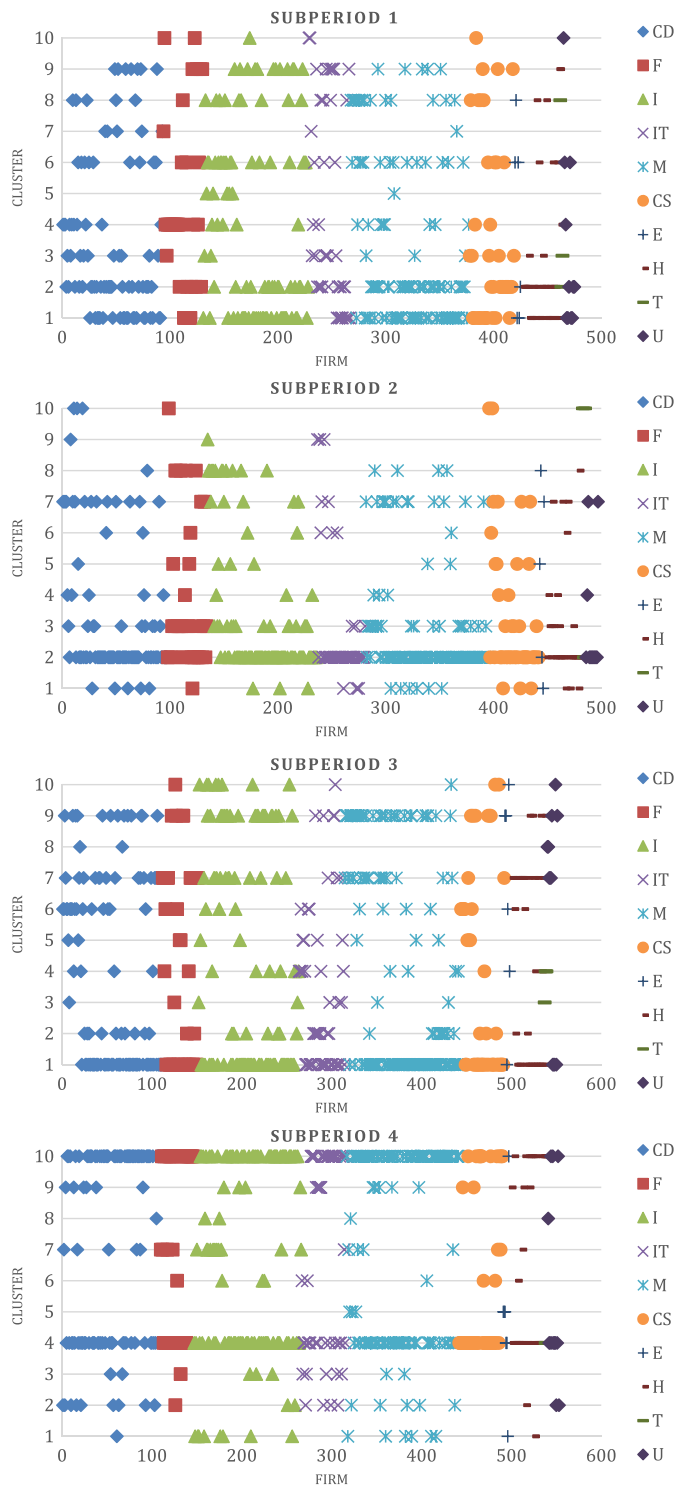 SUBPERIOD 1
CLUSTER
10
9
8
7
6
5
4
3
2
1
0 100 200 300 400 500
FIRM
CD
F
I
IT
M
CS
E
H
T
U
SUBPERIOD 2
CLUSTER
10
9
8
7
6
5
4
3
2
1
0 100 200 300 400 500
FIRM
CD
F
I
IT
M
CS
E
H
T
U
SUBPERIOD 3
CLUSTER
10
9
8
7
6
5
4
3
2
1
0 100 200 300 400 500 600
FIRM
CD
F
I
IT
M
CS
E
H
T
U
SUBPERIOD 4
CLUSTER
10
9
8
7
6
5
4
3
2
1
0 100 200 300 400 500 600
FIRM
CD
F
I
IT
M
CS
E
H
T
U